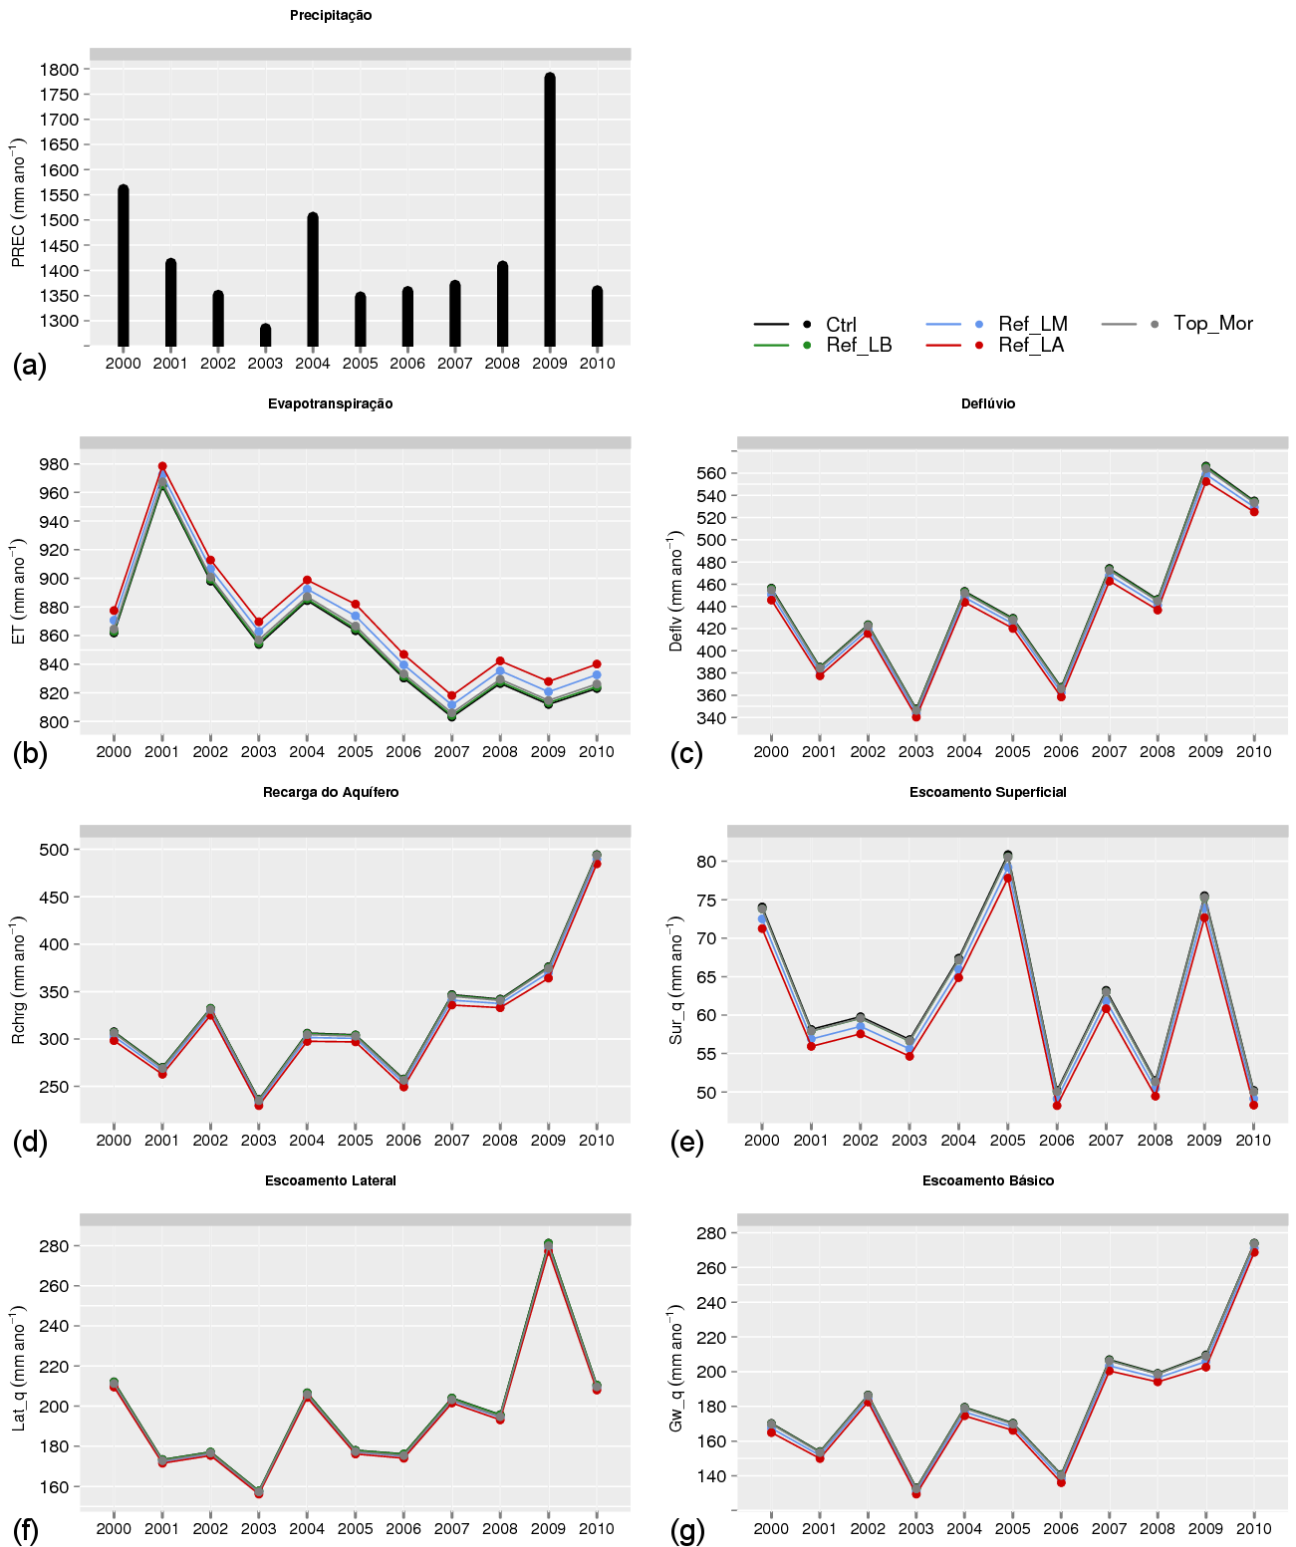 Precipitação
PREC (mm ano⁻¹)
1800
1750
1700
1650
1600
1550
1500
1450
1400
1350
1300
2000 2001 2002 2003 2004 2005 2006 2007 2008 2009 2010
(a)
Ctrl Ref_LM Top_Mor
Ref_LB Ref_LA
Evapotranspiração
ET (mm ano⁻¹)
980
960
940
920
900
880
860
840
820
800
2000 2001 2002 2003 2004 2005 2006 2007 2008 2009 2010
(b)
Deflúvio
Deflv (mm ano⁻¹)
560
540
520
500
480
460
440
420
400
380
360
340
2000 2001 2002 2003 2004 2005 2006 2007 2008 2009 2010
(c)
Recarga do Aquífero
Rchrg (mm ano⁻¹)
500
450
400
350
300
250
2000 2001 2002 2003 2004 2005 2006 2007 2008 2009 2010
(d)
Escoamento Superficial
Sur_q (mm ano⁻¹)
80
75
70
65
60
55
50
2000 2001 2002 2003 2004 2005 2006 2007 2008 2009 2010
(e)
Escoamento Lateral
Lat_q (mm ano⁻¹)
280
260
240
220
200
180
160
2000 2001 2002 2003 2004 2005 2006 2007 2008 2009 2010
(f)
Escoamento Básico
Gw_q (mm ano⁻¹)
280
260
240
220
200
180
160
140
2000 2001 2002 2003 2004 2005 2006 2007 2008 2009 2010
(g)